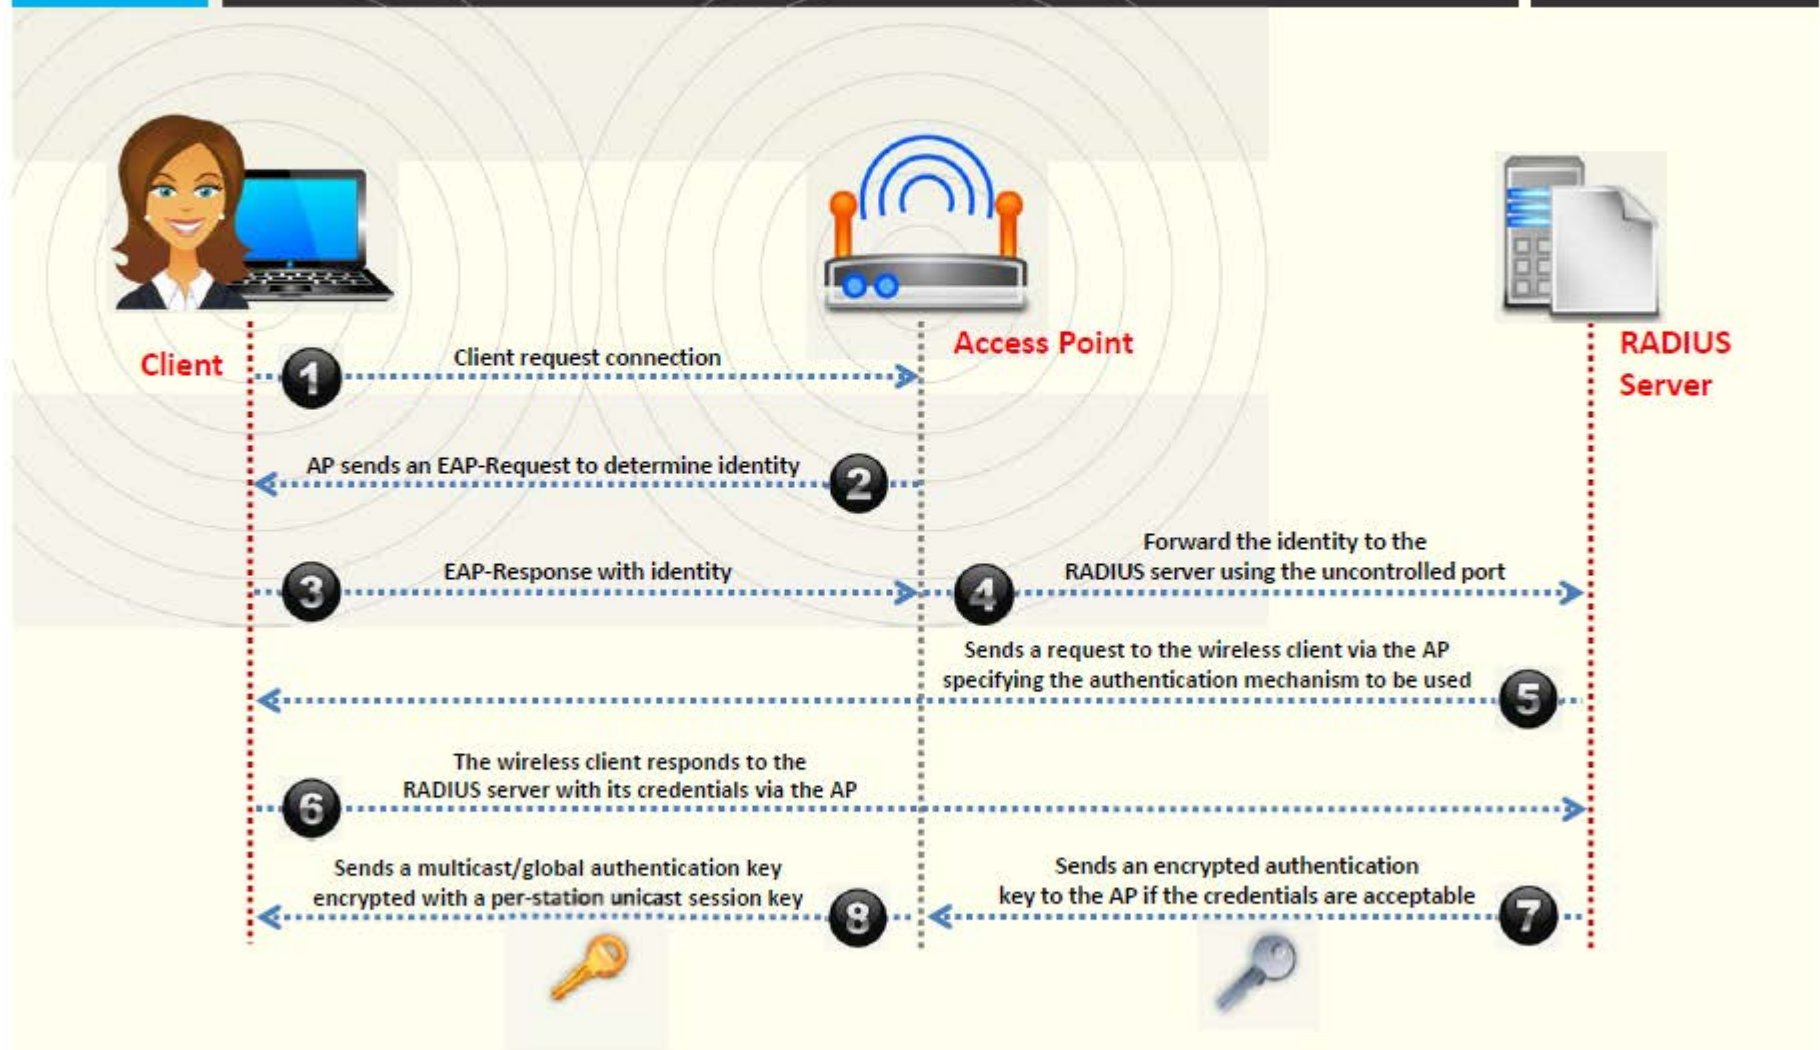 Client
Access Point
RADIUS
Server
1
Client request connection
AP sends an EAP-Request to determine identity
2
3
EAP-Response with identity
4
Forward the identity to the
RADIUS server using the uncontrolled port
Sends a request to the wireless client via the AP
specifying the authentication mechanism to be used
5
The wireless client responds to the
RADIUS server with its credentials via the AP
6
Sends an encrypted authentication
key to the AP if the credentials are acceptable
7
Sends a multicast/global authentication key
encrypted with a per-station unicast session key
8